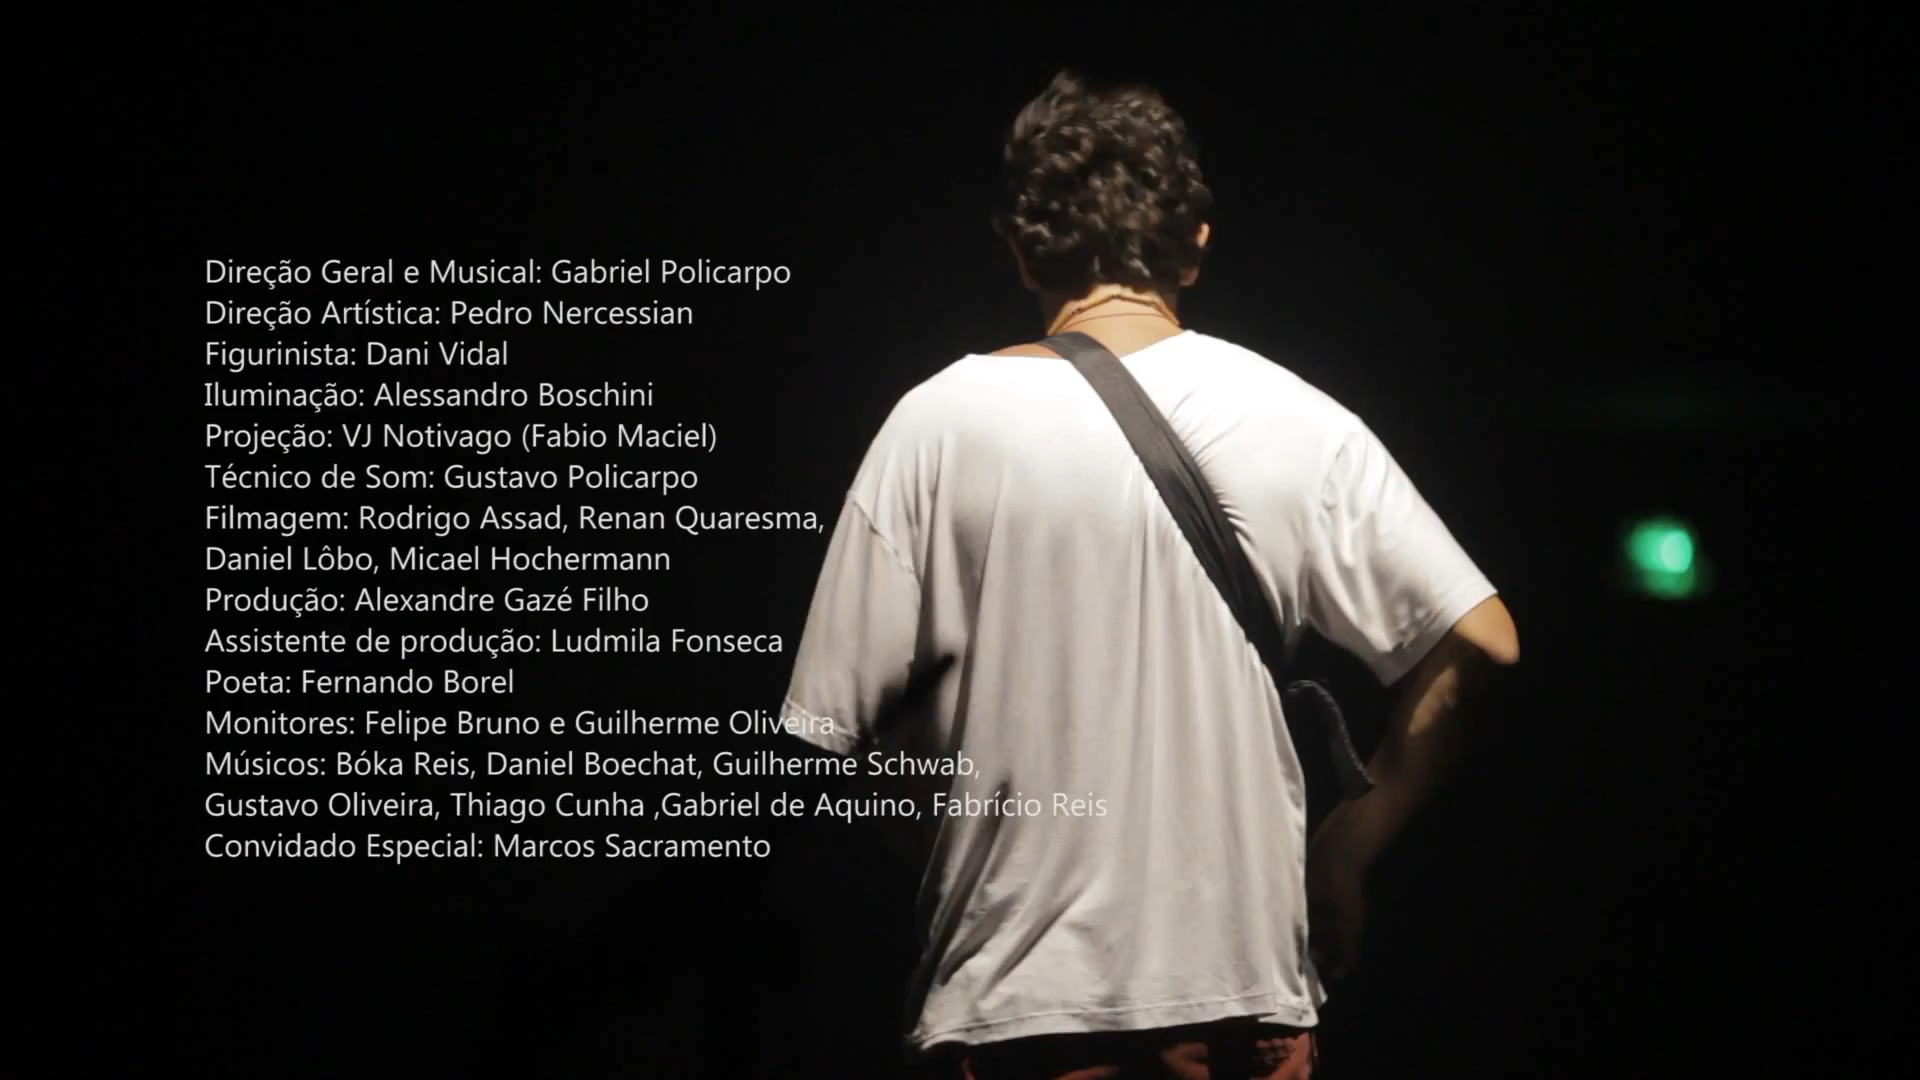 Direção Geral e Musical: Gabriel Policarpo
Direção Artística: Pedro Nercessian
Figurinista: Dani Vidal
Iluminação: Alessandro Boschini
Projeção: VJ Notivago (Fabio Maciel)
Técnico de Som: Gustavo Policarpo
Filmagem: Rodrigo Assad, Renan Quaresma,
Daniel Lôbo, Micael Hochermann
Produção: Alexandre Gazé Filho
Assistente de produção: Ludmila Fonseca
Poeta: Fernando Borel
Monitores: Felipe Bruno e Guilherme Oliveira
Músicos: Bóka Reis, Daniel Boechat, Guilherme Schwab,
Gustavo Oliveira, Thiago Cunha ,Gabriel de Aquino, Fabrício Reis
Convidado Especial: Marcos Sacramento